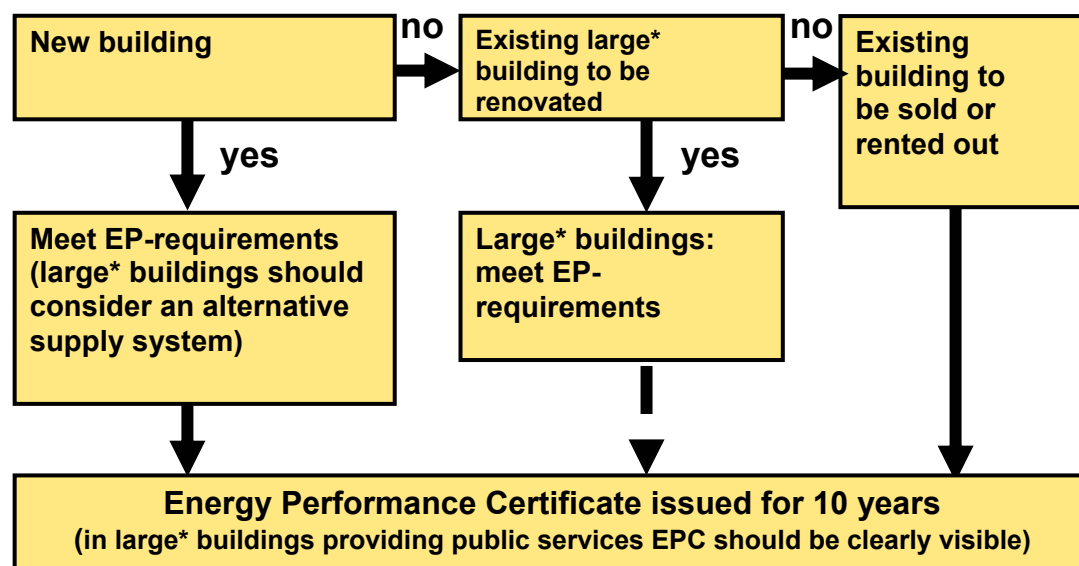 New building
no
Existing large*
building to be
renovated
no
Existing
building to
be sold or
rented out
yes
yes
Meet EP-requirements
(large* buildings should
consider an alternative
supply system)
Large* buildings:
meet EP-
requirements
Energy Performance Certificate issued for 10 years
(in large* buildings providing public services EPC should be clearly visible)